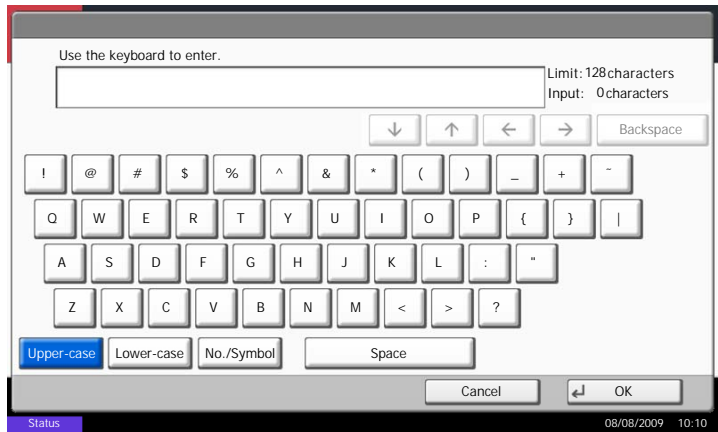 Use the keyboard to enter.
Limit: 128 characters
Input: 0 characters
↓ ↑ ← → Backspace
! @ # $ % ^ & * ( ) _ + ~
Q W E R T Y U I O P { } |
A S D F G H J K L : "
Z X C V B N M < > ?
Upper-case Lower-case No./Symbol Space
Cancel OK
Status 08/08/2009 10:10